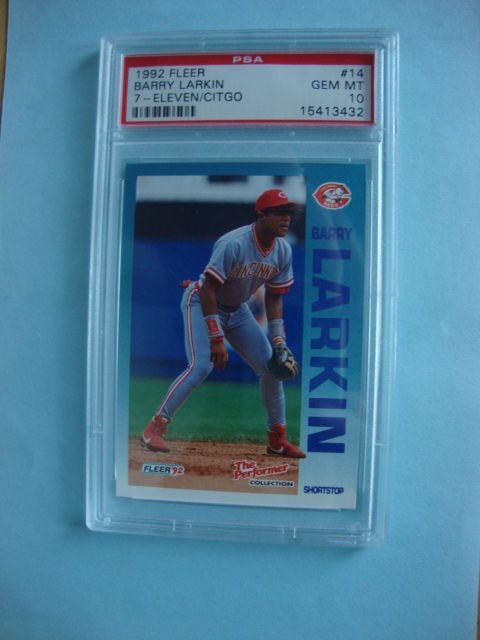 PSA
1992 FLEER #14
BARRY LARKIN GEM MT
7-ELEVEN/CITGO 10
15413432
REDS
BARRY
LARKIN
CINCINNATI
FLEER '92
The
Performer
COLLECTION
SHORTSTOP